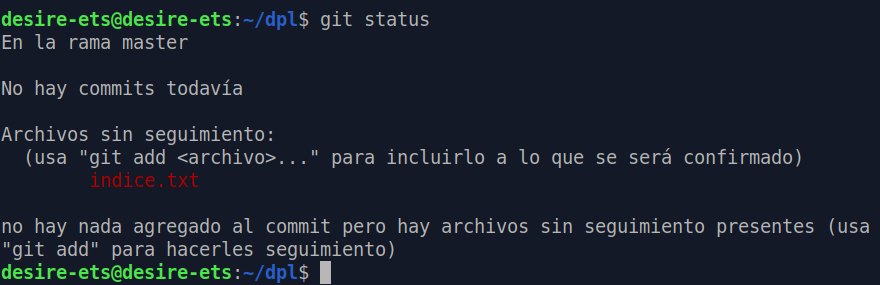 desire-ets@desire-ets:~/dpl$ git status
En la rama master
No hay commits todavía
Archivos sin seguimiento:
  (usa "git add <archivo>..." para incluirlo a lo que se será confirmado)
        indice.txt
no hay nada agregado al commit pero hay archivos sin seguimiento presentes (usa
"git add" para hacerles seguimiento)
desire-ets@desire-ets:~/dpl$